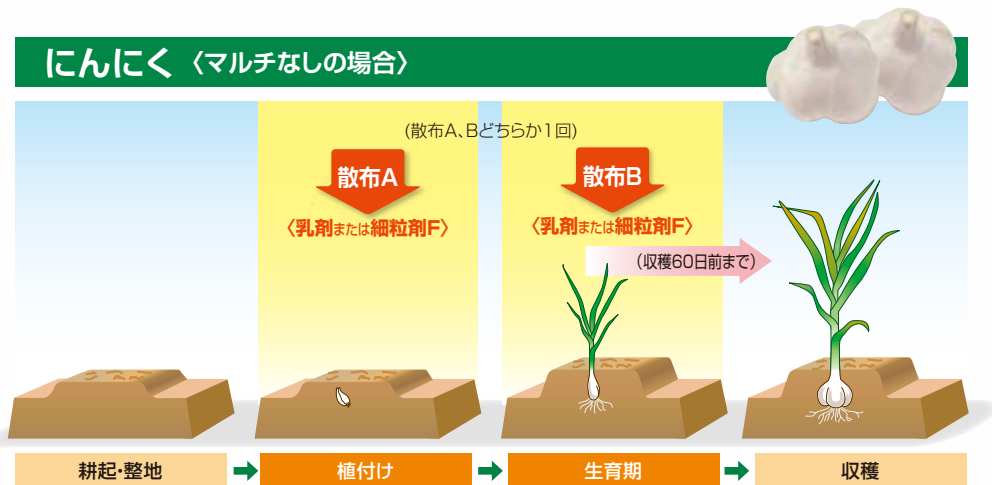 にんにく〈マルチなしの場合〉
(散布A、Bどちらか1回)
散布A
〈乳剤または細粒剤F〉
散布B
〈乳剤または細粒剤F〉
(収穫60日前まで)
耕起・整地
植付け
生育期
収穫